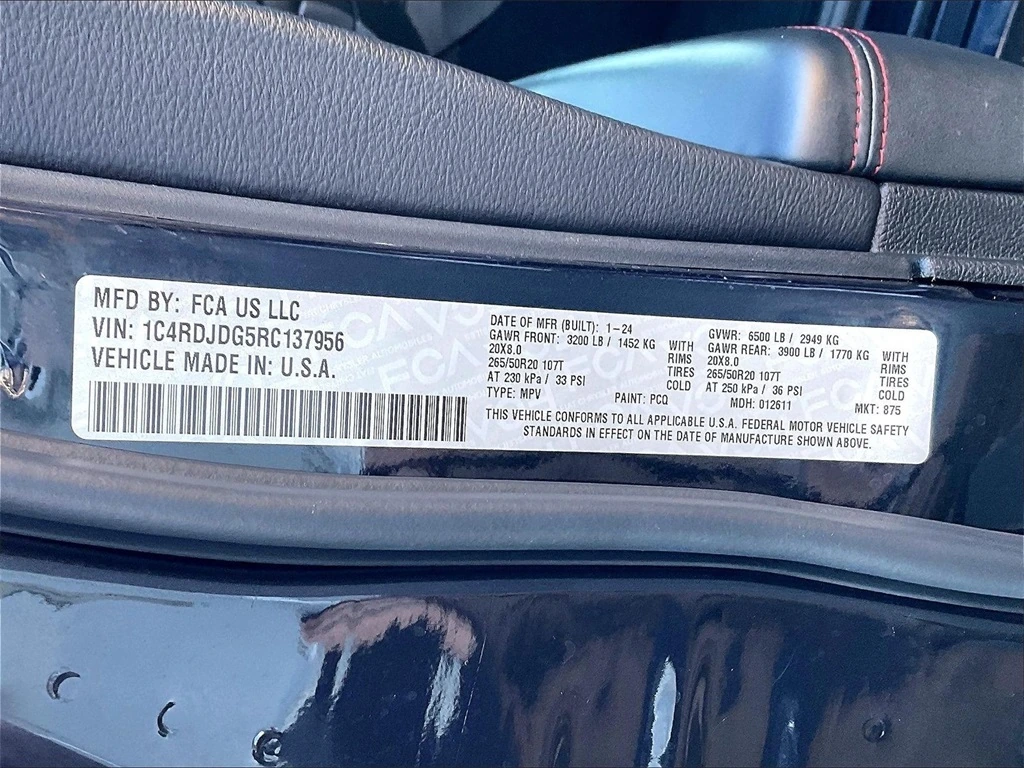 MFD BY: FCA US LLC
VIN: 1C4RDJDG5RC137956
VEHICLE MADE IN: U.S.A.
DATE OF MFR (BUILT): 1-24
GAWR FRONT: 3200 LB / 1452 KG WITH
20X8.0 RIMS
265/50R20 107T TIRES
AT 230 kPa / 33 PSI COLD
TYPE: MPV PAINT: PCQ
GVWR: 6500 LB / 2949 KG
GAWR REAR: 3900 LB / 1770 KG WITH
20X8.0 RIMS
265/50R20 107T TIRES
AT 250 kPa / 36 PSI COLD
MDH: 012611 MKT: 875
THIS VEHICLE CONFORMS TO ALL APPLICABLE U.S.A. FEDERAL MOTOR VEHICLE SAFETY
STANDARDS IN EFFECT ON THE DATE OF MANUFACTURE SHOWN ABOVE.